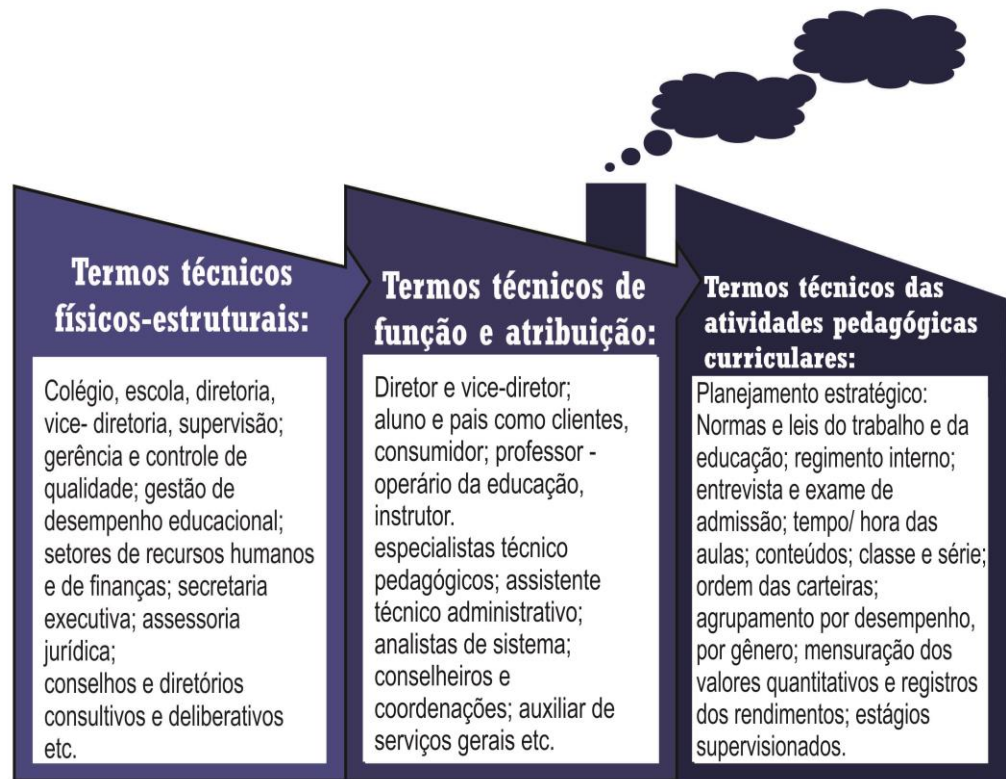 Termos técnicos
físicos-estruturais:
Colégio, escola, diretoria,
vice- diretoria, supervisão;
gerência e controle de
qualidade; gestão de
desempenho educacional;
setores de recursos humanos
e de finanças; secretaria
executiva; assessoria
jurídica;
conselhos e diretórios
consultivos e deliberativos
etc.
Termos técnicos de
função e atribuição:
Diretor e vice-diretor;
aluno e pais como clientes,
consumidor; professor -
operário da educação,
instrutor.
especialistas técnico
pedagógicos; assistente
técnico administrativo;
analistas de sistema;
conselheiros e
coordenações; auxiliar de
serviços gerais etc.
Termos técnicos das
atividades pedagógicas
curriculares:
Planejamento estratégico:
Normas e leis do trabalho e da
educação; regimento interno;
entrevista e exame de
admissão; tempo/ hora das
aulas; conteúdos; classe e série;
ordem das carteiras;
agrupamento por desempenho,
por gênero; mensuração dos
valores quantitativos e registros
dos rendimentos; estágios
supervisionados.